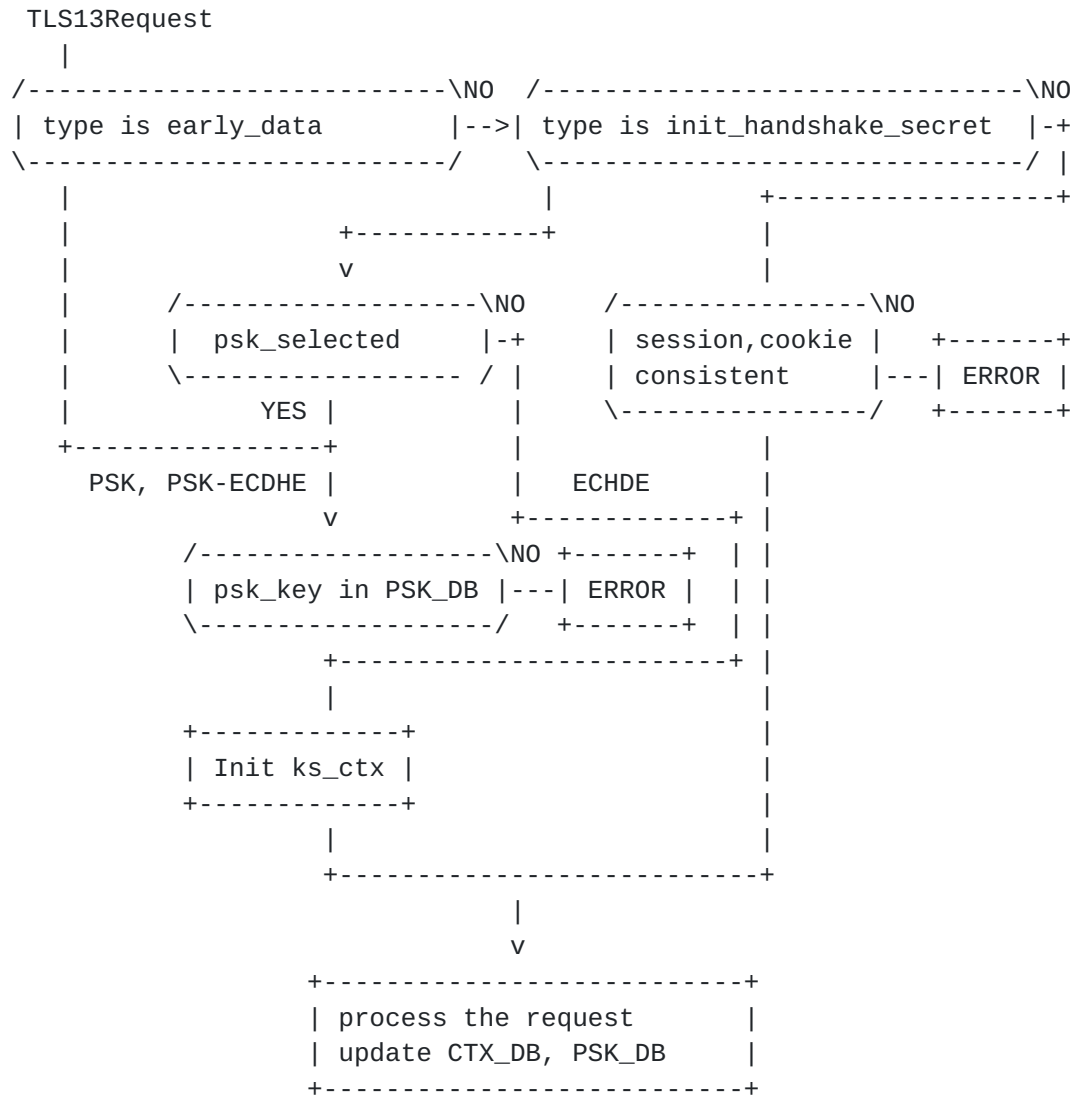 TLS13Request
NO NO
type is early_data type is init_handshake_secret
NO NO
psk_selected session,cookie
consistent ERROR
YES
PSK, PSK-ECDHE ECHDE
NO
psk_key in PSK_DB ERROR
Init ks_ctx
process the request
update CTX_DB, PSK_DB